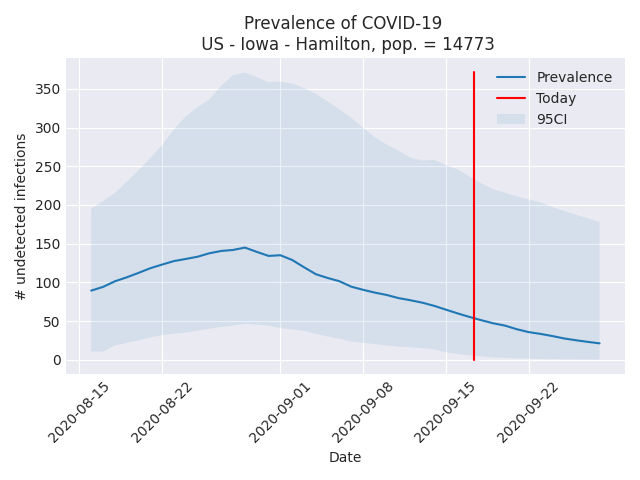 Prevalence of COVID-19
US - Iowa - Hamilton, pop. = 14773
Prevalence
Today
95CI
# undetected infections
350
300
250
200
150
100
50
0
2020-08-15
2020-08-22
2020-09-01
2020-09-08
2020-09-15
2020-09-22
Date